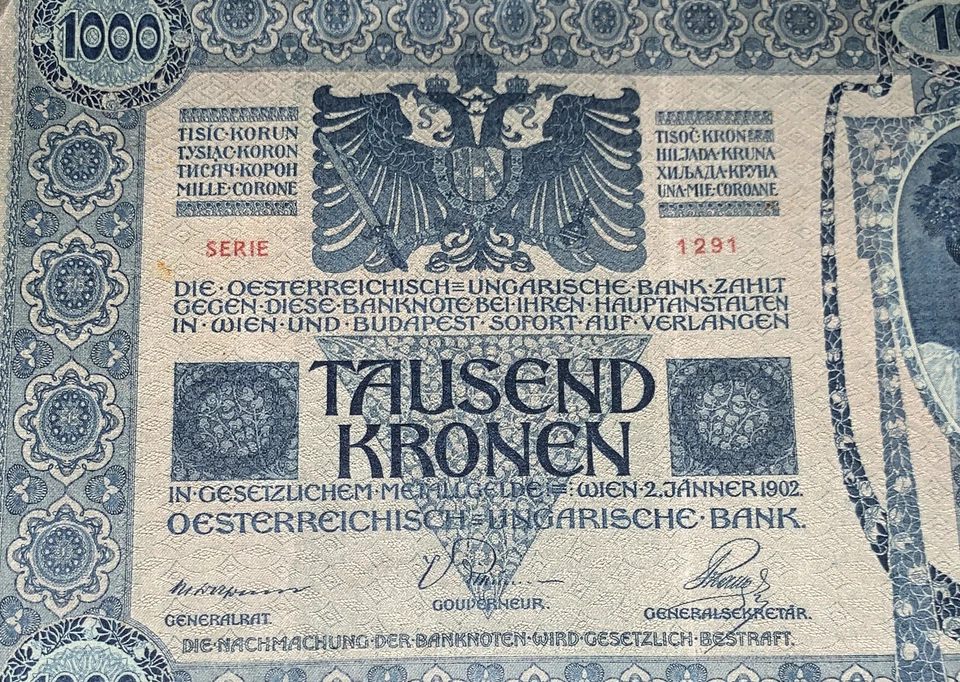 1000
TISÍC·KORUN
TYSIĄC·KORON
ТИСЯЧ·КОРОН
MILLE·CORONE
TISOČ·KRON
HILJADA·KRUNA
ХИЉАДА·КРУНА
UNA·MIE·COROANE
SERIE
1291
DIE·OESTERREICHISCH=UNGARISCHE·BANK·ZAHLT
GEGEN·DIESE·BANKNOTE·BEI·IHREN·HAUPTANSTALTEN
IN·WIEN·UND·BUDAPEST·SOFORT·AUF·VERLANGEN
TAUSEND
KRONEN
IN·GESETZLICHEM·METALLGELDE:WIEN·2.JÄNNER 1902.
OESTERREICHISCH=UNGARISCHE·BANK.
GENERALRAT.
GOUVERNEUR.
GENERALSEKRETÄR.
DIE·NACHMACHUNG·DER·BANKNOTEN·WIRD·GESETZLICH·BESTRAFT.